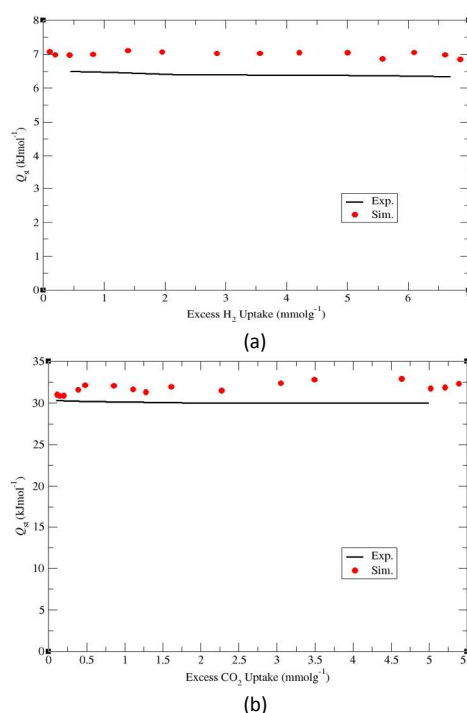 8
7
6
5
4
3
2
1
0
Qst (kJmol-1)
Exp.
Sim.
0 1 2 3 4 5 6
Excess H2 Uptake (mmolg-1)
(a)
35
30
25
20
15
10
5
0
Qst (kJmol-1)
Exp.
Sim.
0 0.5 1 1.5 2 2.5 3 3.5 4 4.5 5 5
Excess CO2 Uptake (mmolg-1)
(b)